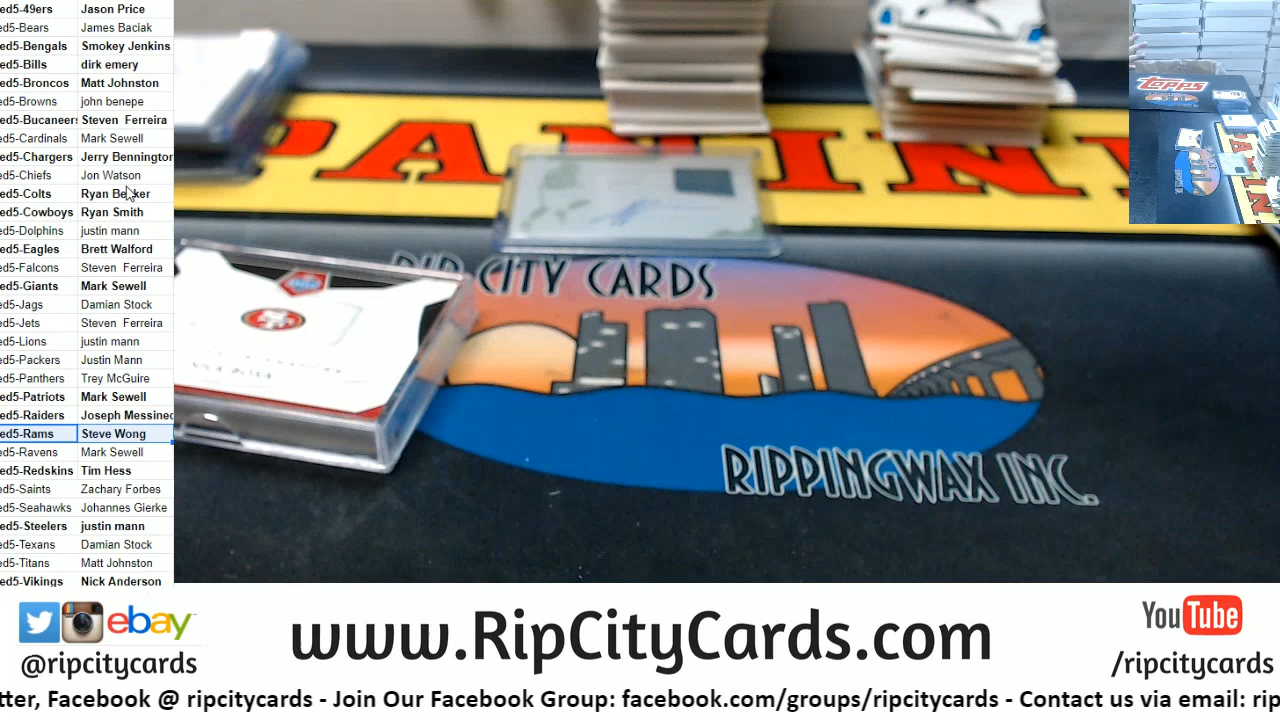 ed5-49ers Jason Price
ed5-Bears James Baciak
ed5-Bengals Smokey Jenkins
ed5-Bills dirk emery
ed5-Broncos Matt Johnston
ed5-Browns john benepe
ed5-Bucaneers Steven Ferreira
ed5-Cardinals Mark Sewell
ed5-Chargers Jerry Bennington
ed5-Chiefs Jon Watson
ed5-Colts Ryan
ed5-Cowboys Ryan Smith
ed5-Dolphins justin mann
ed5-Eagles Brett Walford
ed5-Falcons Steven Ferreira
ed5-Giants Mark Sewell
ed5-Jags Damian Stock
ed5-Jets Steven Ferreira
ed5-Lions justin mann
ed5-Packers Justin Mann
ed5-Panthers Trey McGuire
ed5-Patriots Mark Sewell
ed5-Raiders Joseph Messinec
ed5-Rams Steve Wong
ed5-Ravens Mark Sewell
ed5-Redskins Tim Hess
ed5-Saints Zachary Forbes
ed5-Seahawks Johannes Gierke
ed5-Steelers justin mann
ed5-Texans Damian Stock
ed5-Titans Matt Johnston
ed5-Vikings Nick Anderson
PANINI
RIP CITY CARDS
RIPPINGWAX INC.
topps
ebay
@ripcitycards
www.RipCityCards.com
YouTube
/ripcitycards
tter, Facebook @ ripcitycards - Join Our Facebook Group: facebook.com/groups/ripcitycards - Contact us via email: rip